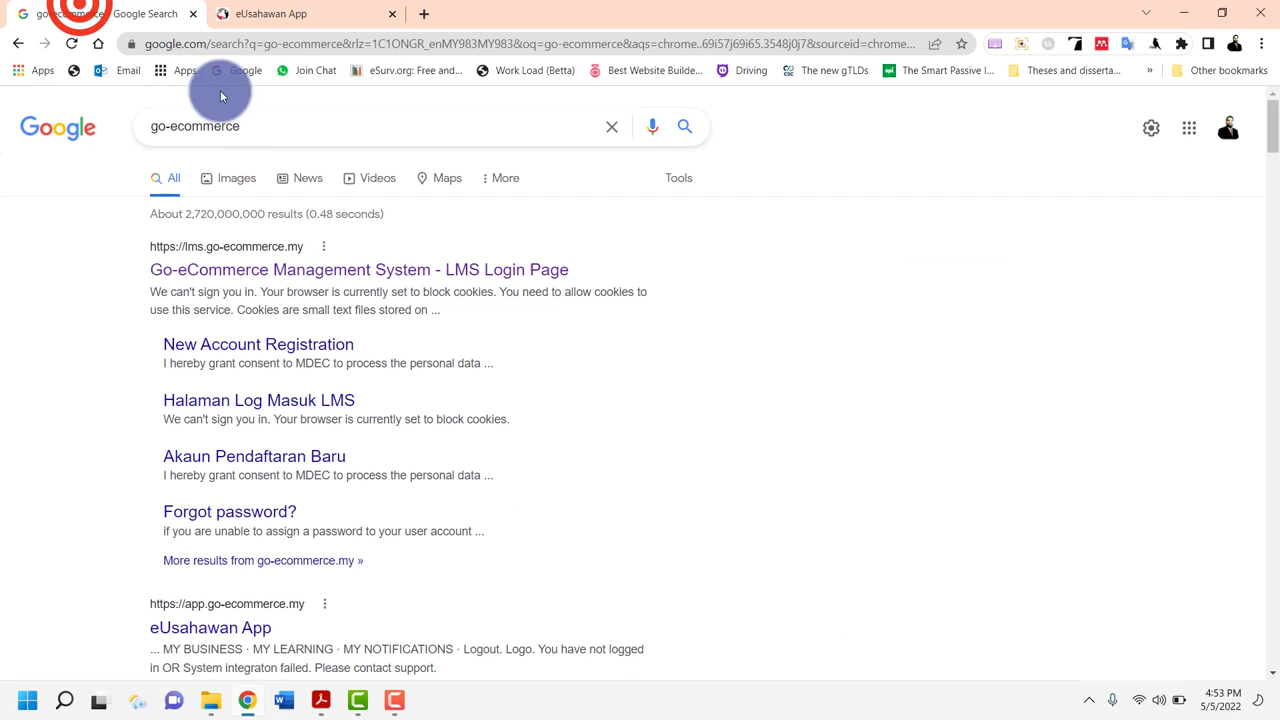 go-ecommerce - Google Search
eUsahawan App
google.com/search?q=go-ecommerce&rlz=1C1ONGR_enMY983MY983&oq=go-ecommerce&aqs=chrome..69i57j69i65.3548j0j7&sourceid=chrome...
Apps
Email
Apps
Google
Join Chat
eSurv.org: Free and...
Work Load (Beta)
Best Website Builde...
Driving
The new gTLDs
The Smart Passive I...
Theses and disserta...
»
Other bookmarks
Google
go-ecommerce
All
Images
News
Videos
Maps
More
Tools
About 2,720,000,000 results (0.48 seconds)
https://lms.go-ecommerce.my
Go-eCommerce Management System - LMS Login Page
We can't sign you in. Your browser is currently set to block cookies. You need to allow cookies to
use this service. Cookies are small text files stored on ...
New Account Registration
I hereby grant consent to MDEC to process the personal data ...
Halaman Log Masuk LMS
We can't sign you in. Your browser is currently set to block cookies.
Akaun Pendaftaran Baru
I hereby grant consent to MDEC to process the personal data ...
Forgot password?
if you are unable to assign a password to your user account ...
More results from go-ecommerce.my »
https://app.go-ecommerce.my
eUsahawan App
... MY BUSINESS · MY LEARNING · MY NOTIFICATIONS · Logout. Logo. You have not logged
in OR System integraton failed. Please contact support.
4:53 PM
5/5/2022